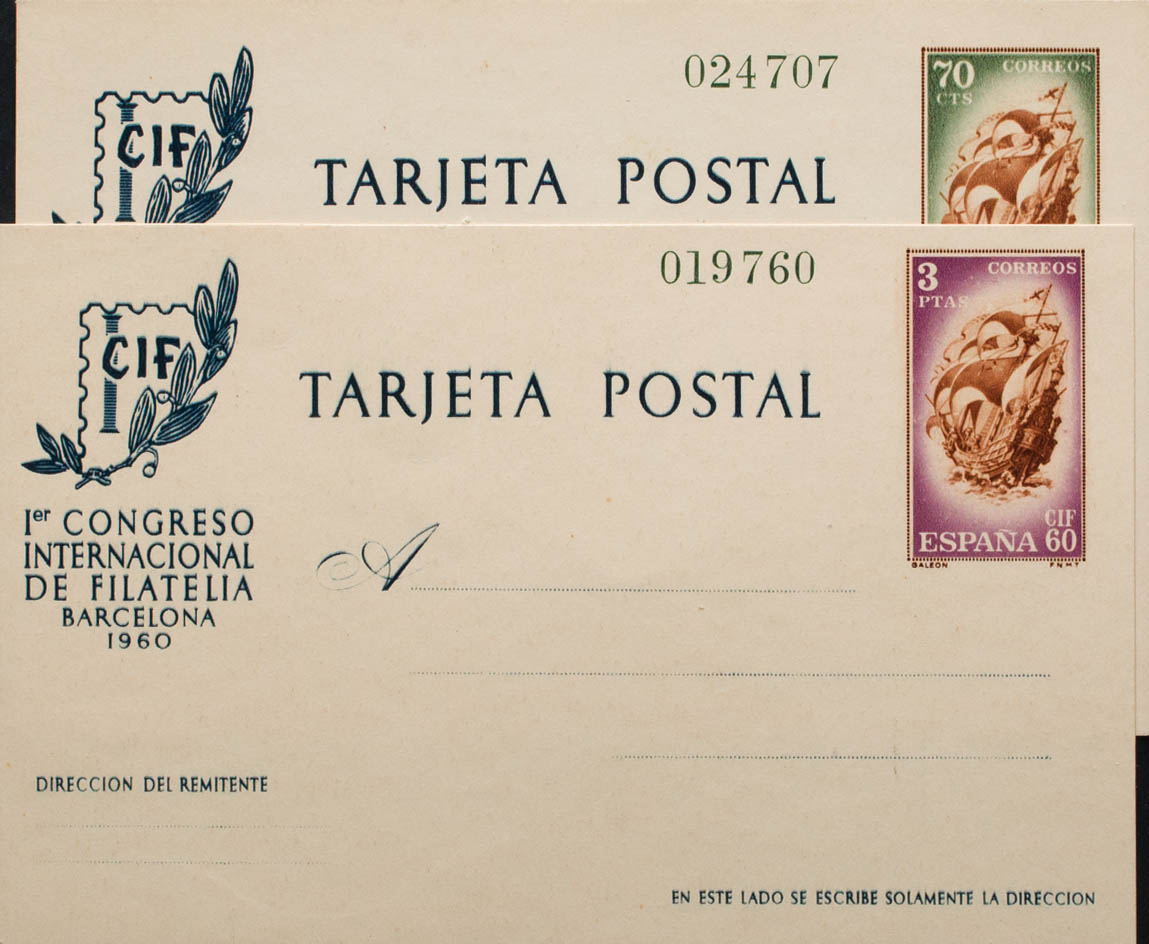 024707
70 CORREOS
CTS
CIF
TARJETA POSTAL
019760
3 CORREOS
PTAS
CIF
TARJETA POSTAL
CIF
ESPAÑA 60
GALEON F.N.M.T
Ier CONGRESO
INTERNACIONAL
DE FILATELIA
BARCELONA
1960
A
DIRECCION DEL REMITENTE
EN ESTE LADO SE ESCRIBE SOLAMENTE LA DIRECCION